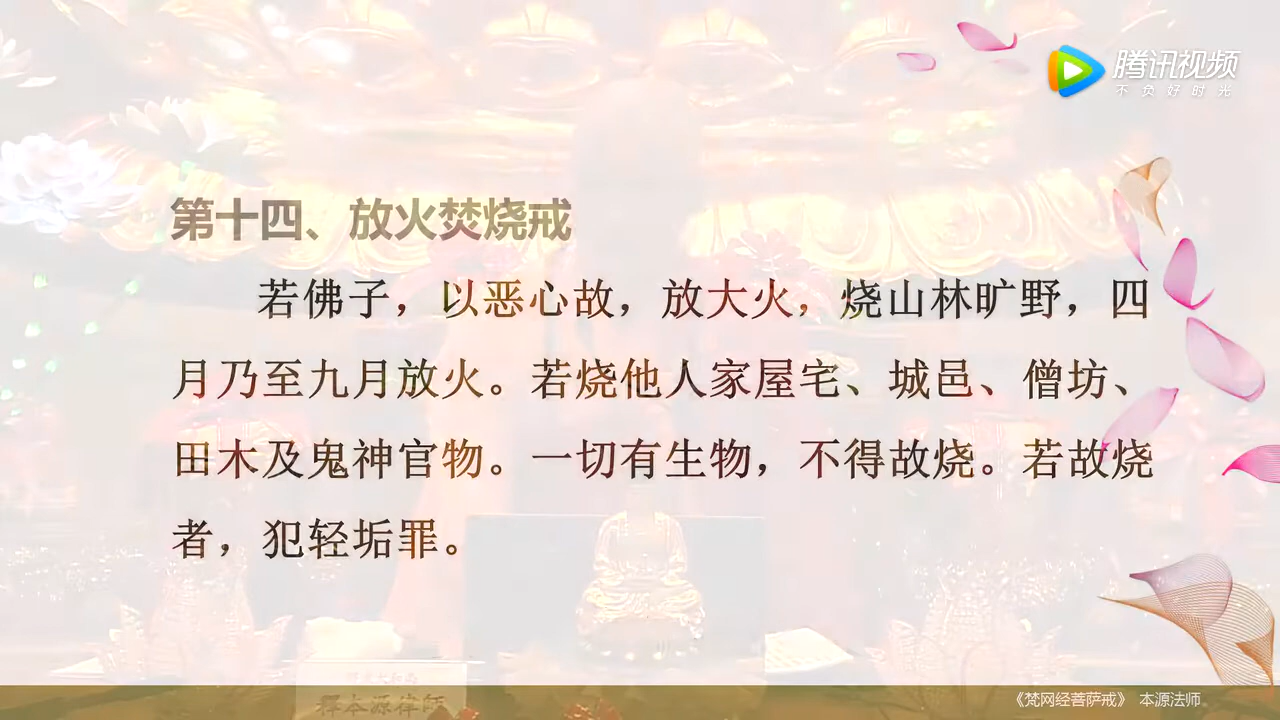 腾讯视频
不负好时光
第十四、放火焚烧戒
若佛子，以恶心故，放大火，烧山林旷野，四
月乃至九月放火。若烧他人家屋宅、城邑、僧坊、
田木及鬼神官物。一切有生物，不得故烧。若故烧
者，犯轻垢罪。
释本源律师
《梵网经菩萨戒》 本源法师